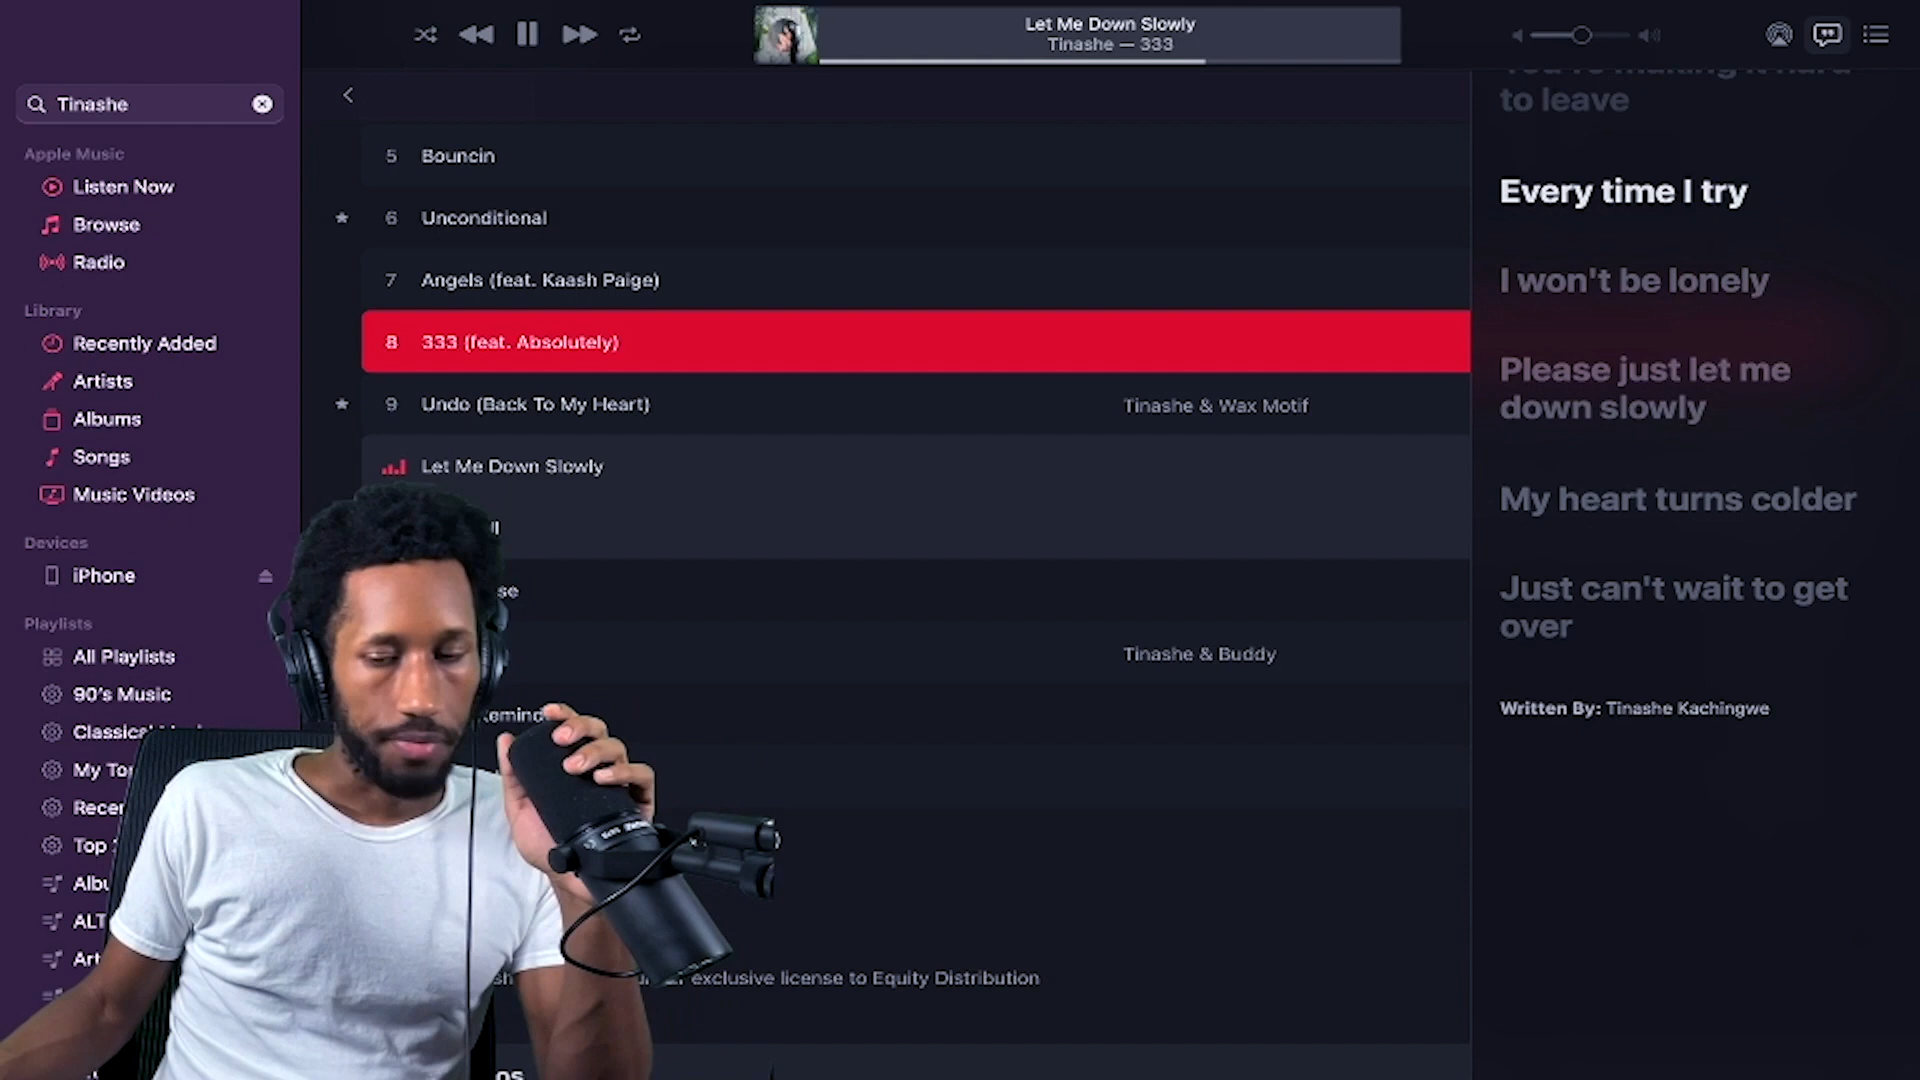 Let Me Down Slowly
Tinashe — 333
Tinashe
Apple Music
Listen Now
Browse
Radio
Library
Recently Added
Artists
Albums
Songs
Music Videos
Devices
iPhone
Playlists
All Playlists
90's Music
Classical
My
Top
5 Bouncin
6 Unconditional
7 Angels (feat. Kaash Paige)
8 333 (feat. Absolutely)
9 Undo (Back To My Heart) Tinashe & Wax Motif
Let Me Down Slowly
Tinashe & Buddy
exclusive license to Equity Distribution
to leave
Every time I try
I won't be lonely
Please just let me
down slowly
My heart turns colder
Just can't wait to get
over
Written By: Tinashe Kachingwe